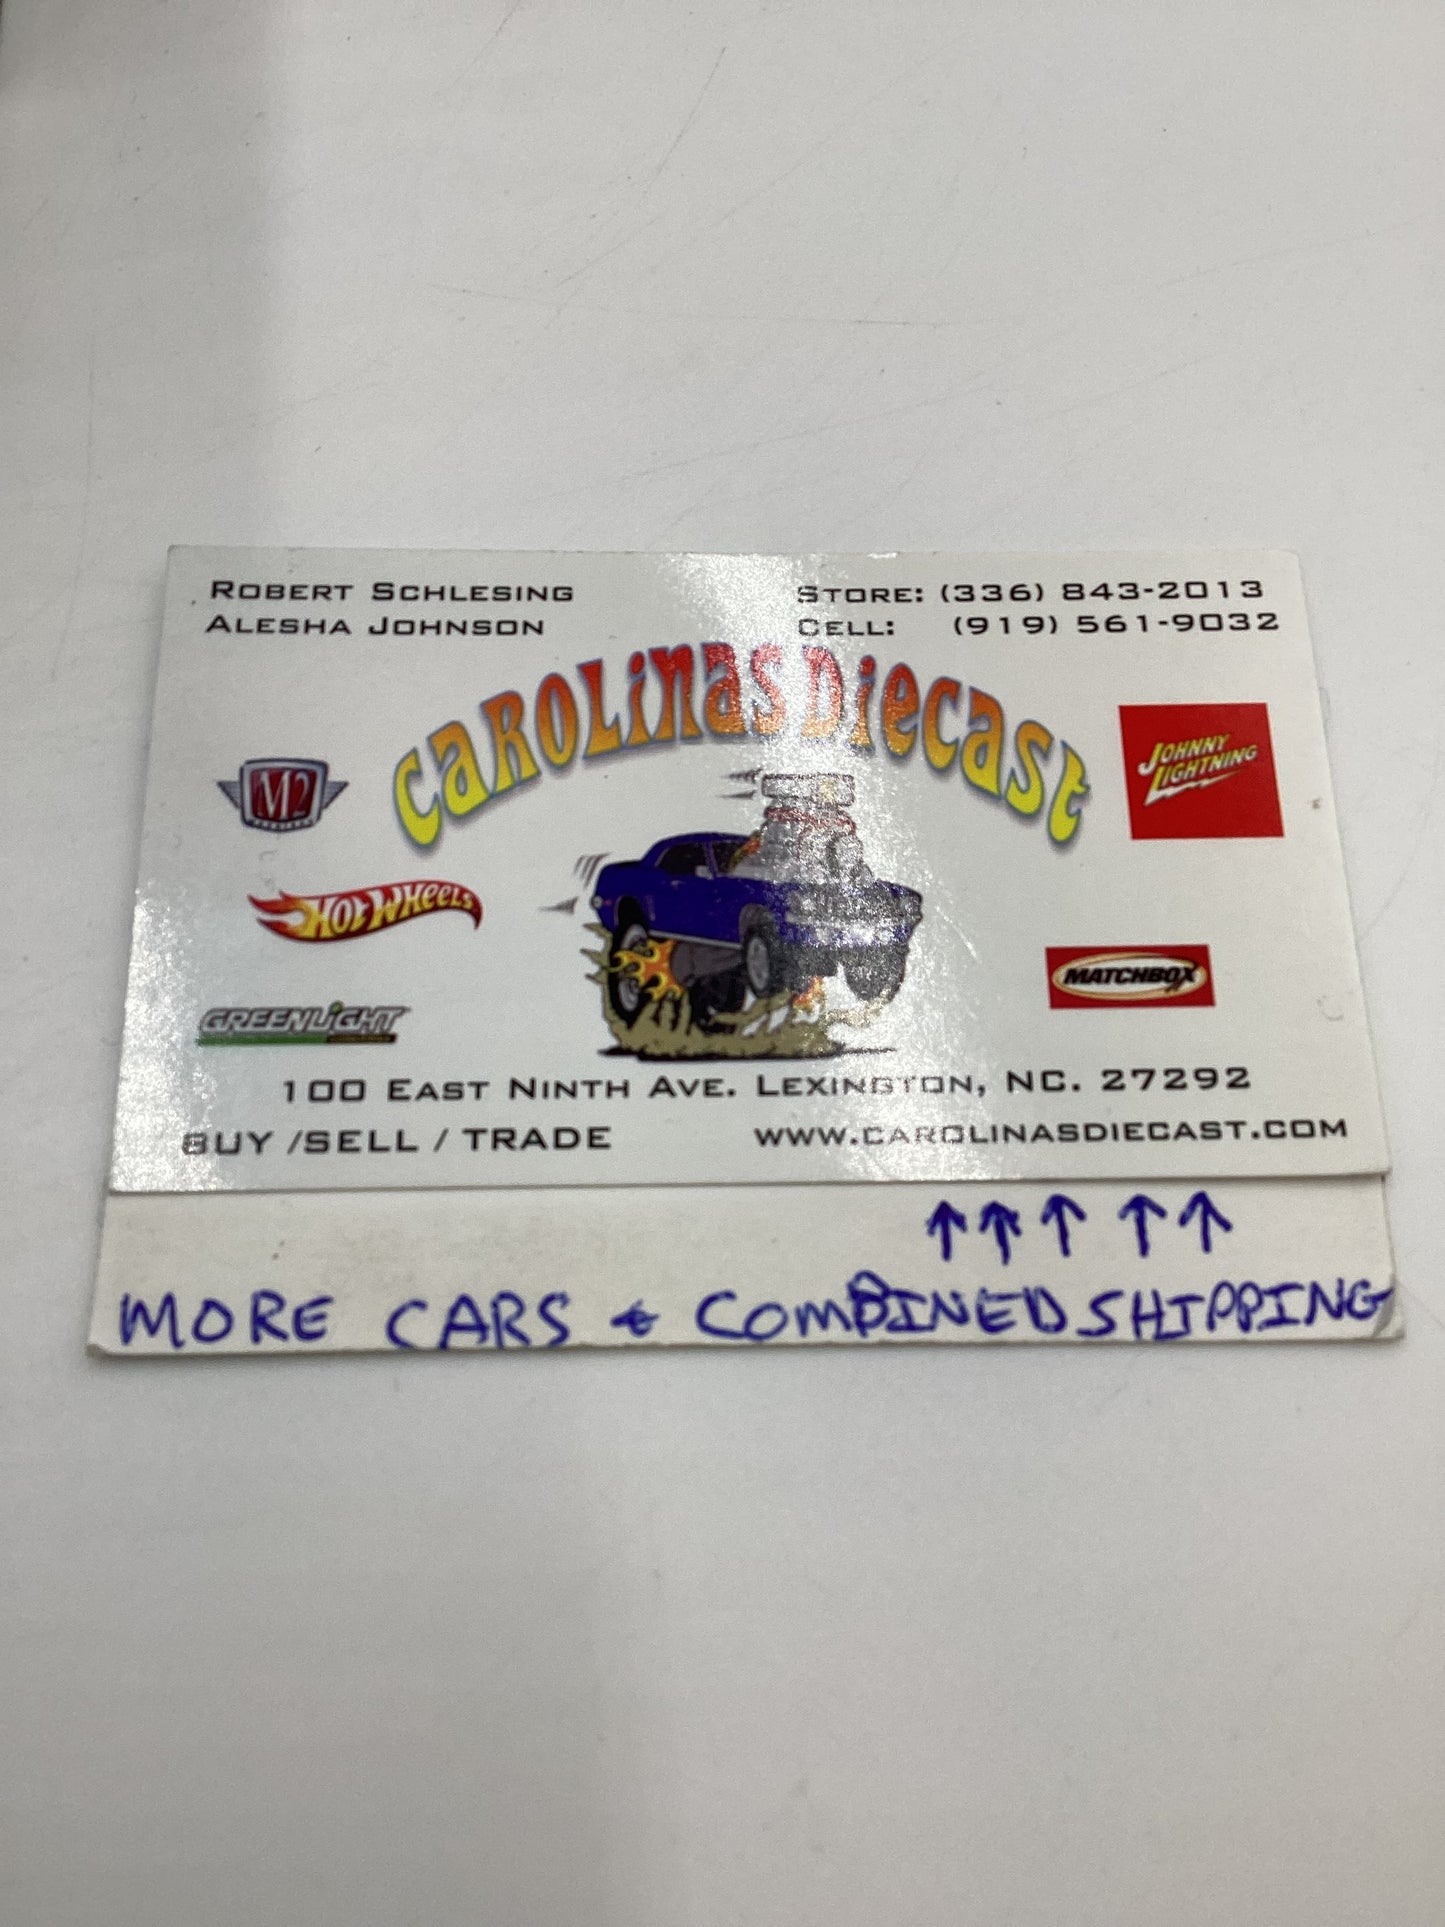 ROBERT SCHLESING
ALESHA JOHNSON
STORE: (336) 843-2013
CELL: (919) 561-9032
CAROLINAS DIECAST
M2
JOHNNY
LIGHTNING
HOT WHEELS
MATCHBOX
GREENLIGHT
100 EAST NINTH AVE. LEXINGTON, NC. 27292
BUY /SELL / TRADE
WWW.CAROLINASDIECAST.COM
↑↑↑↑↑
MORE CARS & COMBINED SHIPPING